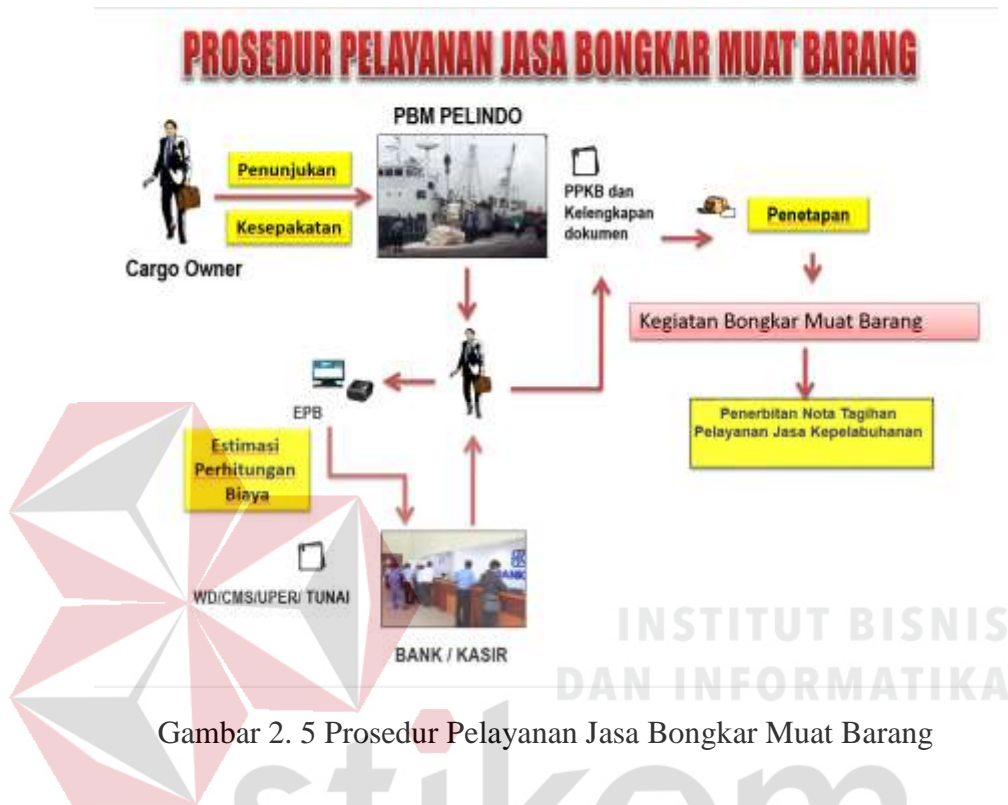 PROSEDUR PELAYANAN JASA BONGKAR MUAT BARANG
PBM PELINDO
Penunjukan
Kesepakatan
Cargo Owner
PPKB dan
Kelengkapan
dokumen
Penetapan
Kegiatan Bongkar Muat Barang
Penerbitan Nota Tagihan
Pelayanan Jasa Kepelabuhanan
EPB
Estimasi
Perhitungan
Biaya
WD/CMS/UPER/ TUNAI
BANK
BANK / KASIR
INSTITUT BISNIS
DAN INFORMATIKA
Gambar 2. 5 Prosedur Pelayanan Jasa Bongkar Muat Barang
stikom